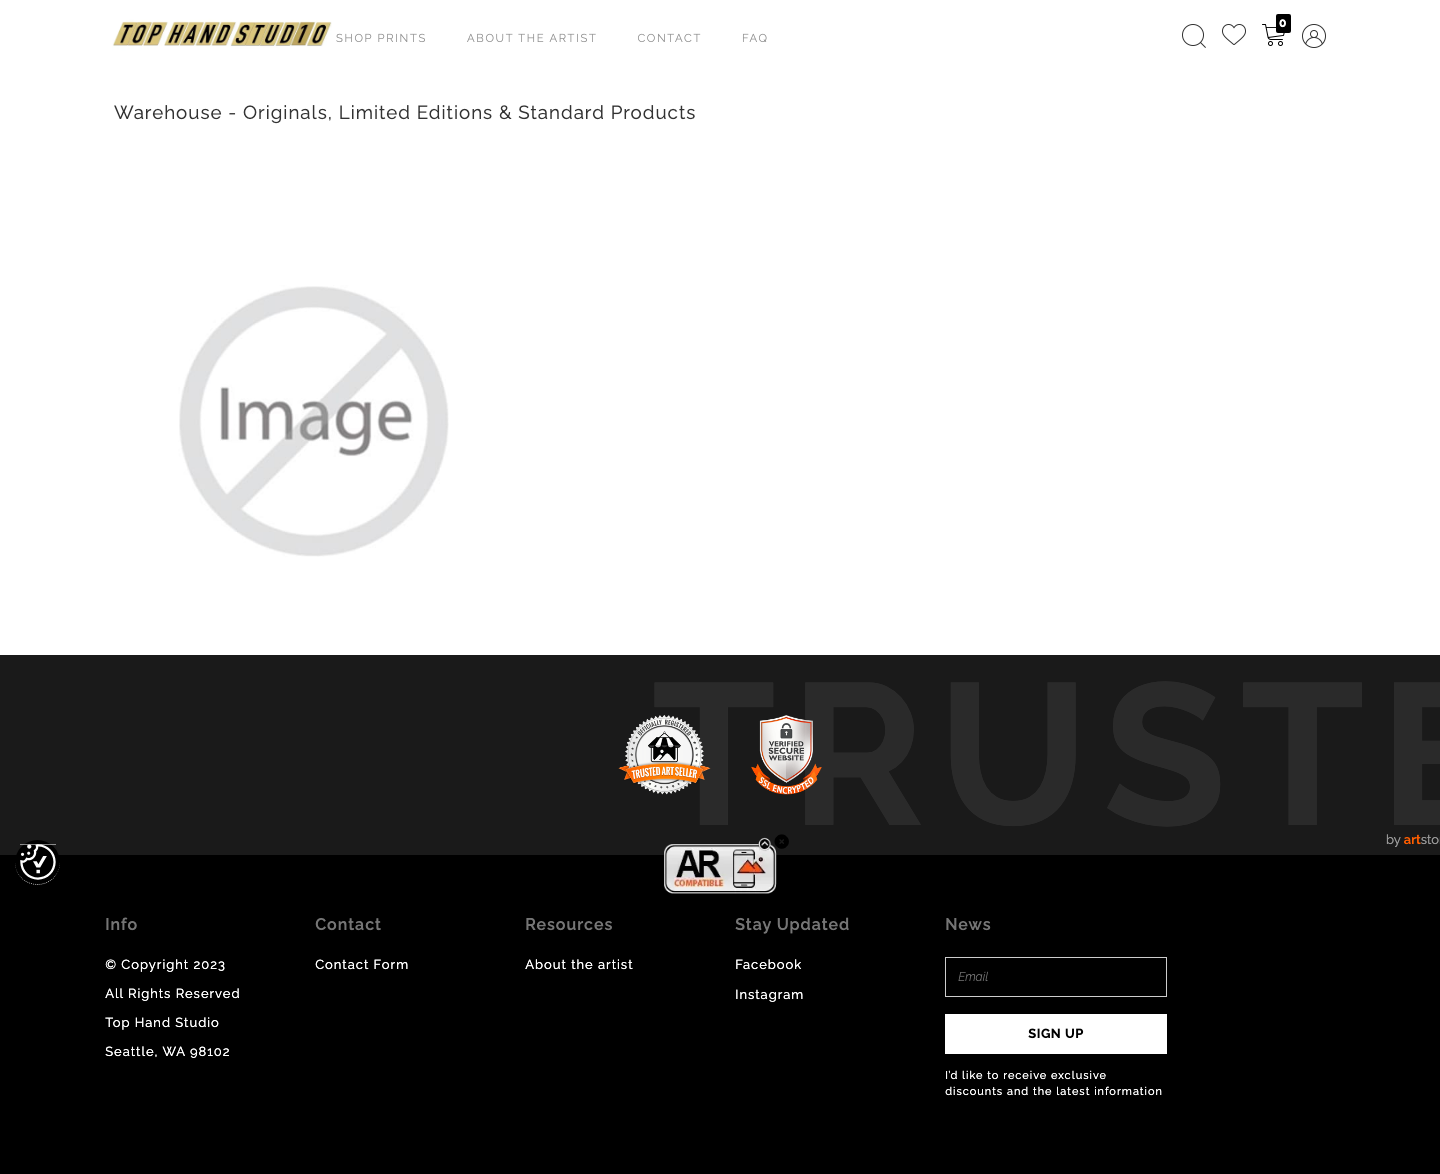 TOP HAND STUD10
SHOP PRINTS
ABOUT THE ARTIST
CONTACT
FAQ
0
Warehouse - Originals, Limited Editions & Standard Products
Image
TRUSTE
OFFICIALLY REGISTERED
TRUSTED ART SELLER
VERIFIED
SECURE
WEBSITE
SSL ENCRYPTED
by artsto
AR
COMPATIBLE
Info
© Copyright 2023
All Rights Reserved
Top Hand Studio
Seattle, WA 98102
Contact
Contact Form
Resources
About the artist
Stay Updated
Facebook
Instagram
News
Email
SIGN UP
I'd like to receive exclusive
discounts and the latest information